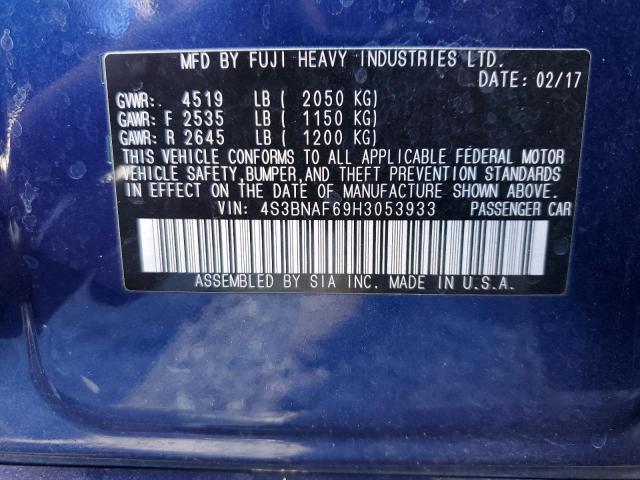 MFD BY FUJI HEAVY INDUSTRIES LTD.
DATE: 02/17
GVWR: 4519 LB ( 2050 KG)
GAWR: F 2535 LB ( 1150 KG)
GAWR: R 2645 LB ( 1200 KG)
THIS VEHICLE CONFORMS TO ALL APPLICABLE FEDERAL MOTOR
VEHICLE SAFETY, BUMPER, AND THEFT PREVENTION STANDARDS
IN EFFECT ON THE DATE OF MANUFACTURE SHOWN ABOVE.
VIN: 4S3BNAF69H3053933 PASSENGER CAR
ASSEMBLED BY SIA INC. MADE IN U.S.A.